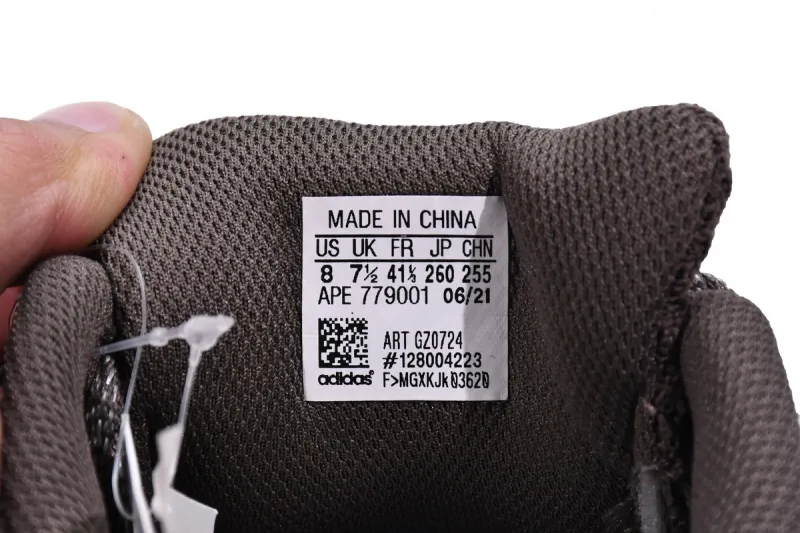 MADE IN CHINA
US UK FR JP CHN
8 7½ 41⅓ 260 255
APE 779001 06/21
ART GZ0724
#128004223
adidas® F>MGXKJk03620